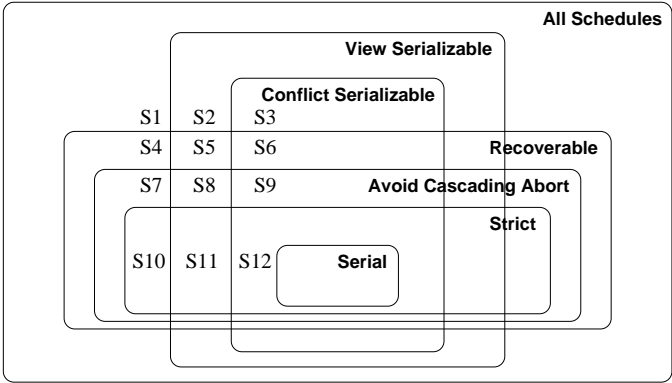 All Schedules
View Serializable
Conflict Serializable
S1 S2 S3
S4 S5 S6 Recoverable
S7 S8 S9 Avoid Cascading Abort
Strict
S10 S11 S12 Serial